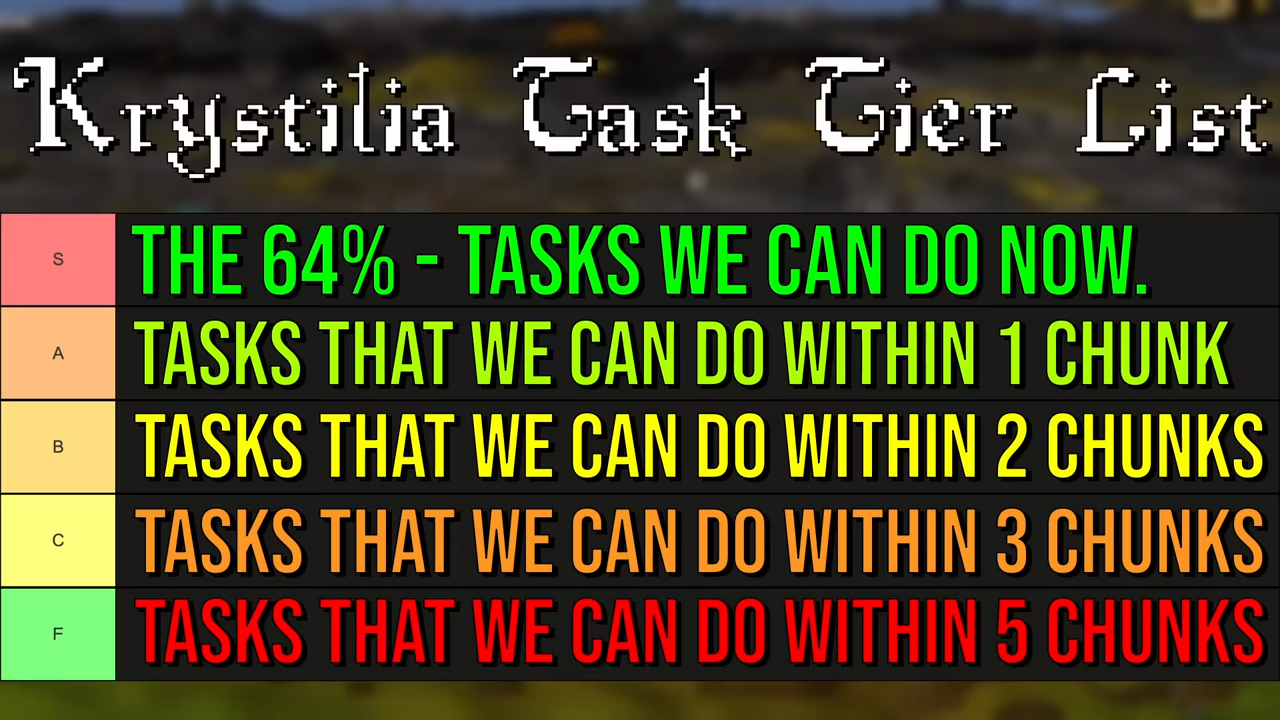 Krystilia Task Tier List
S
THE 64% - TASKS WE CAN DO NOW.
A
TASKS THAT WE CAN DO WITHIN 1 CHUNK
B
TASKS THAT WE CAN DO WITHIN 2 CHUNKS
C
TASKS THAT WE CAN DO WITHIN 3 CHUNKS
F
TASKS THAT WE CAN DO WITHIN 5 CHUNKS